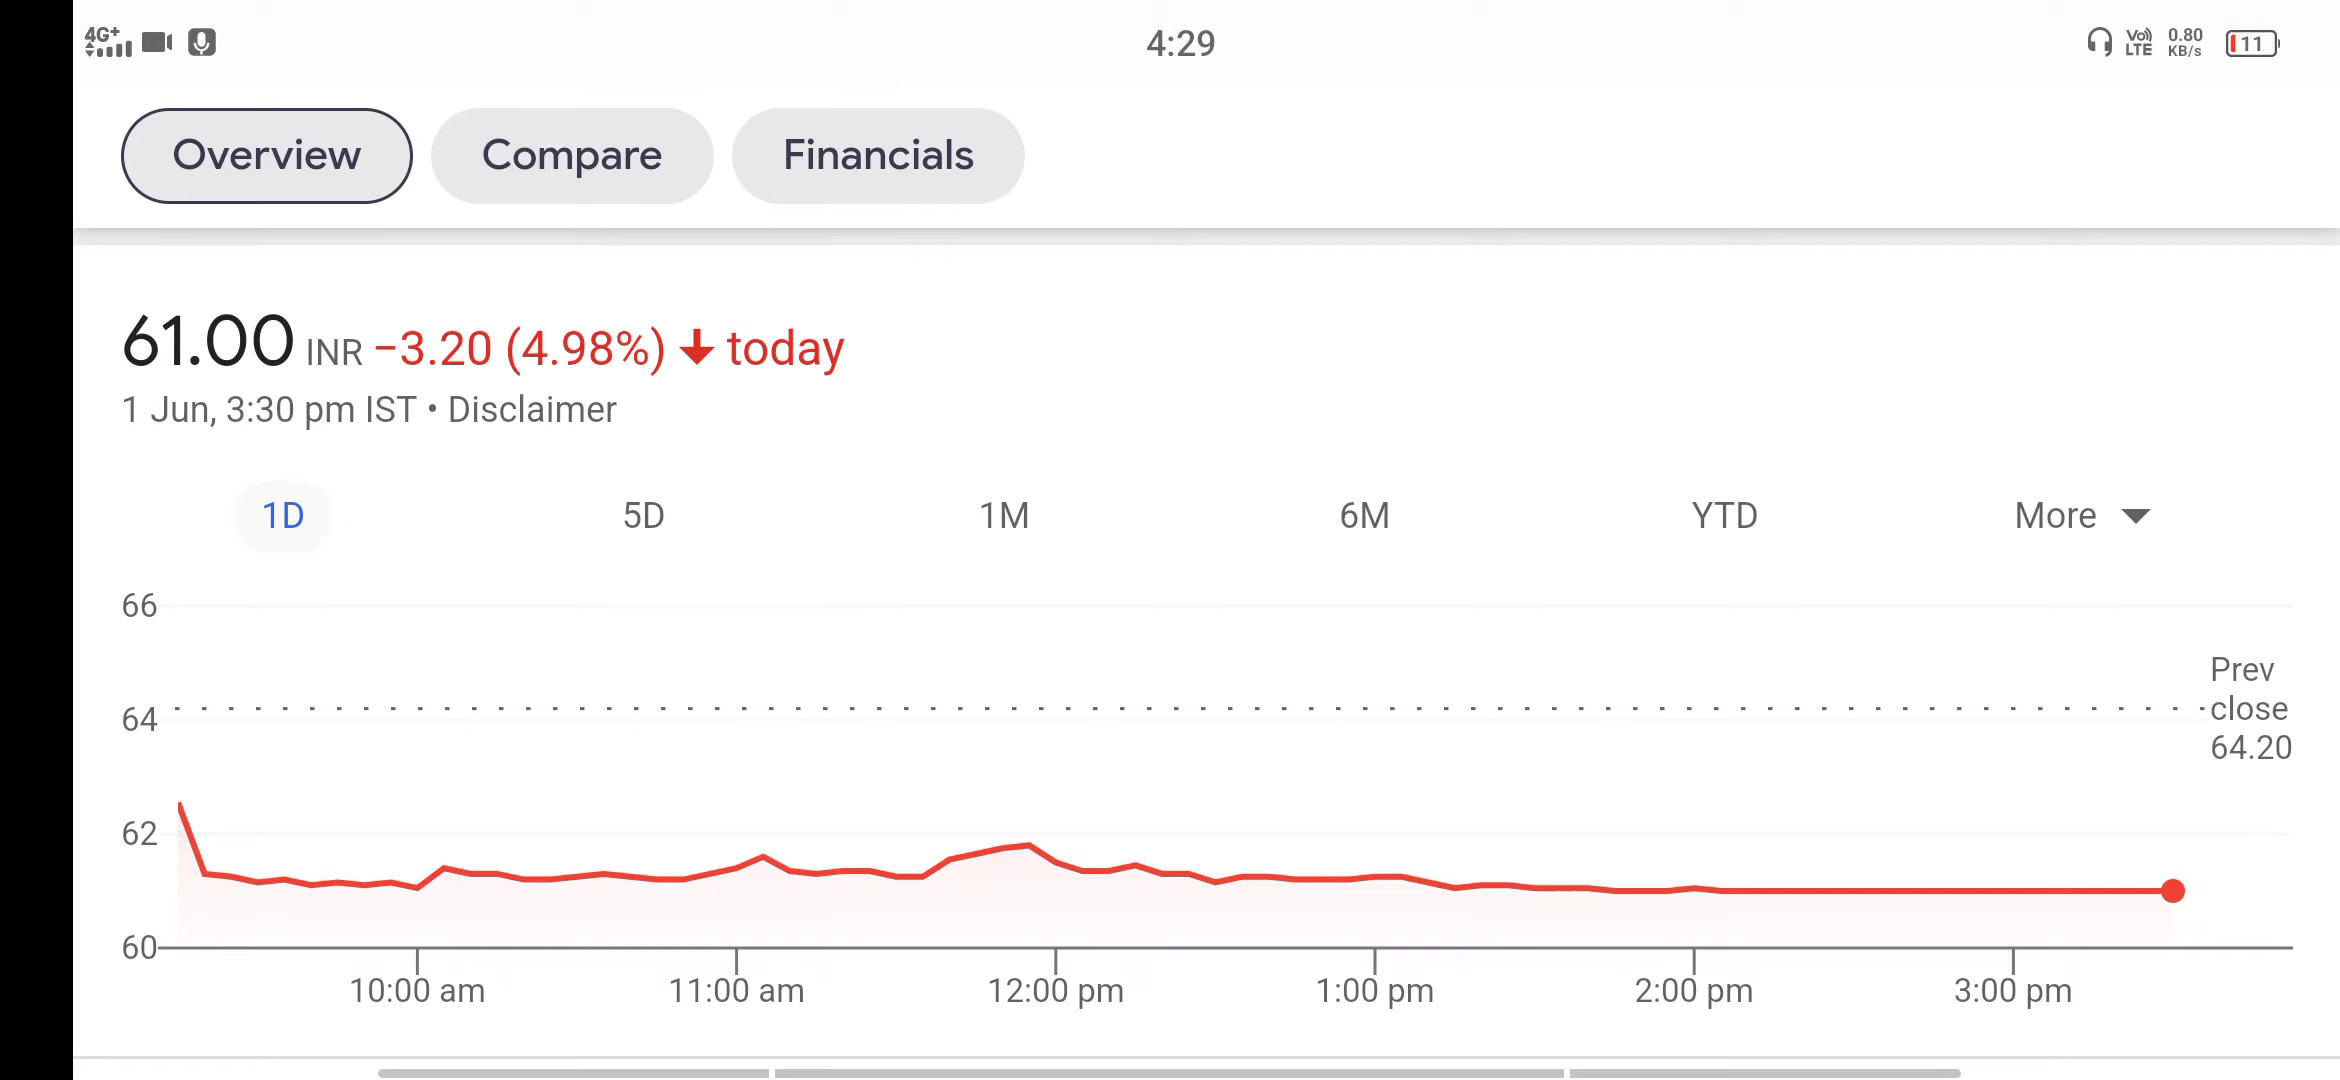 4G+ 4:29 Vo) LTE 0.80 KB/s 11
Overview Compare Financials
61.00 INR −3.20 (4.98%) ↓ today
1 Jun, 3:30 pm IST • Disclaimer
1D 5D 1M 6M YTD More
66
Prev
close
64.20
64
62
60
10:00 am 11:00 am 12:00 pm 1:00 pm 2:00 pm 3:00 pm